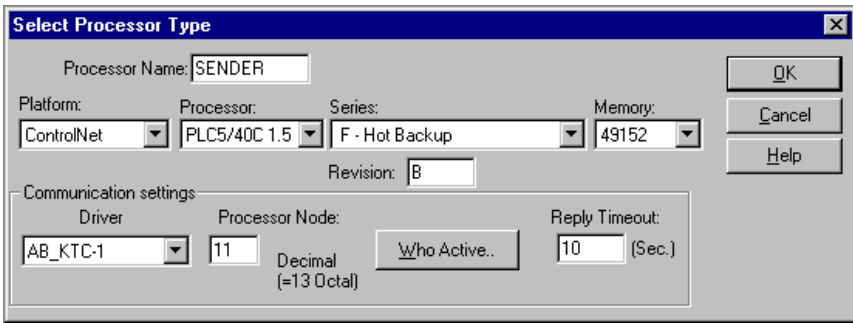 Select Processor Type
Processor Name: SENDER
OK
Platform: Processor: Series: Memory:
ControlNet PLC5/40C 1.5 F - Hot Backup 49152
Cancel
Revision: B
Help
Communication settings
Driver Processor Node: Reply Timeout:
AB_KTC-1 11 Decimal Who Active.. 10 (Sec.)
(=13 Octal)